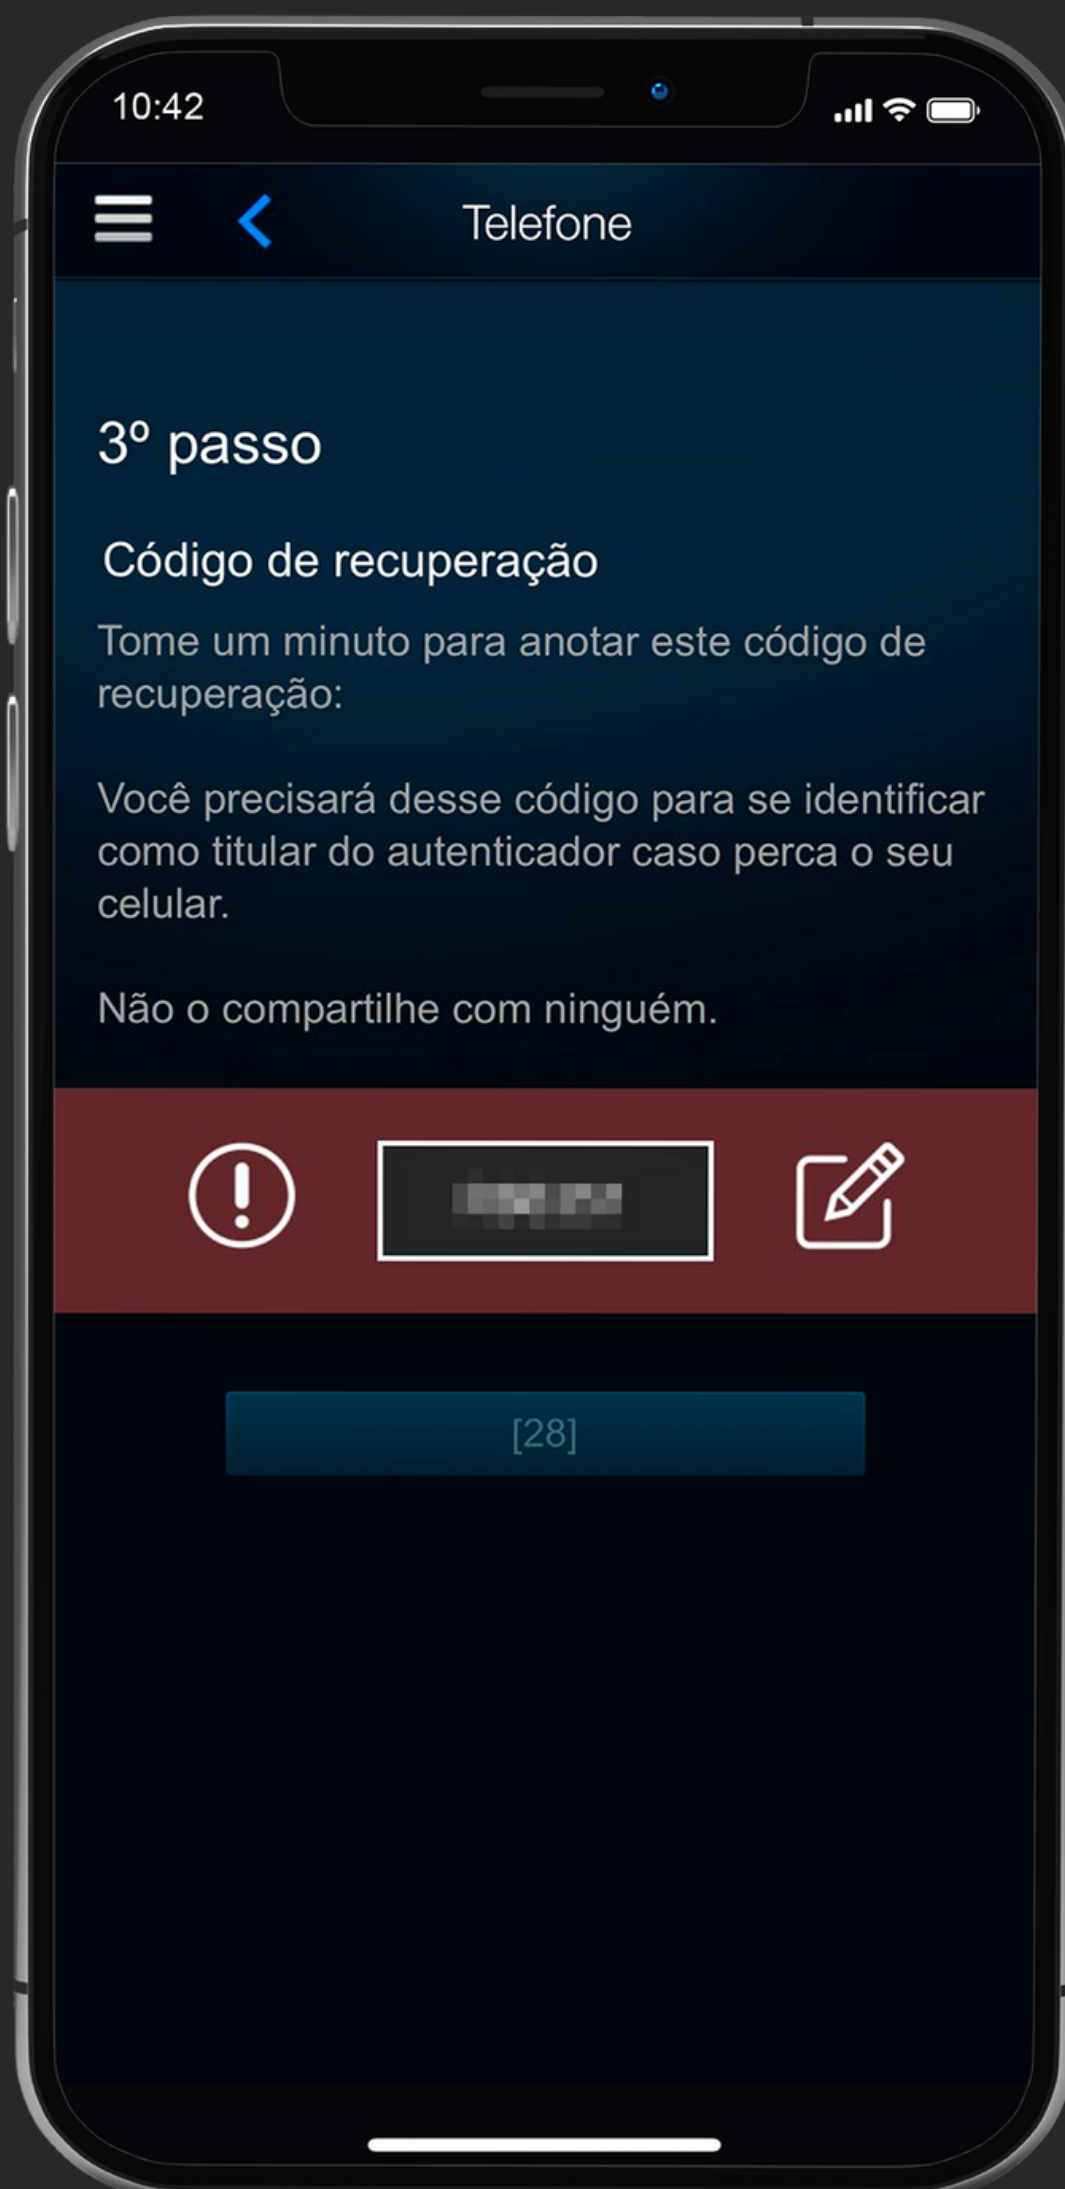 10:42
Telefone
3º passo
Código de recuperação
Tome um minuto para anotar este código de
recuperação:
Você precisará desse código para se identificar
como titular do autenticador caso perca o seu
celular.
Não o compartilhe com ninguém.
[28]